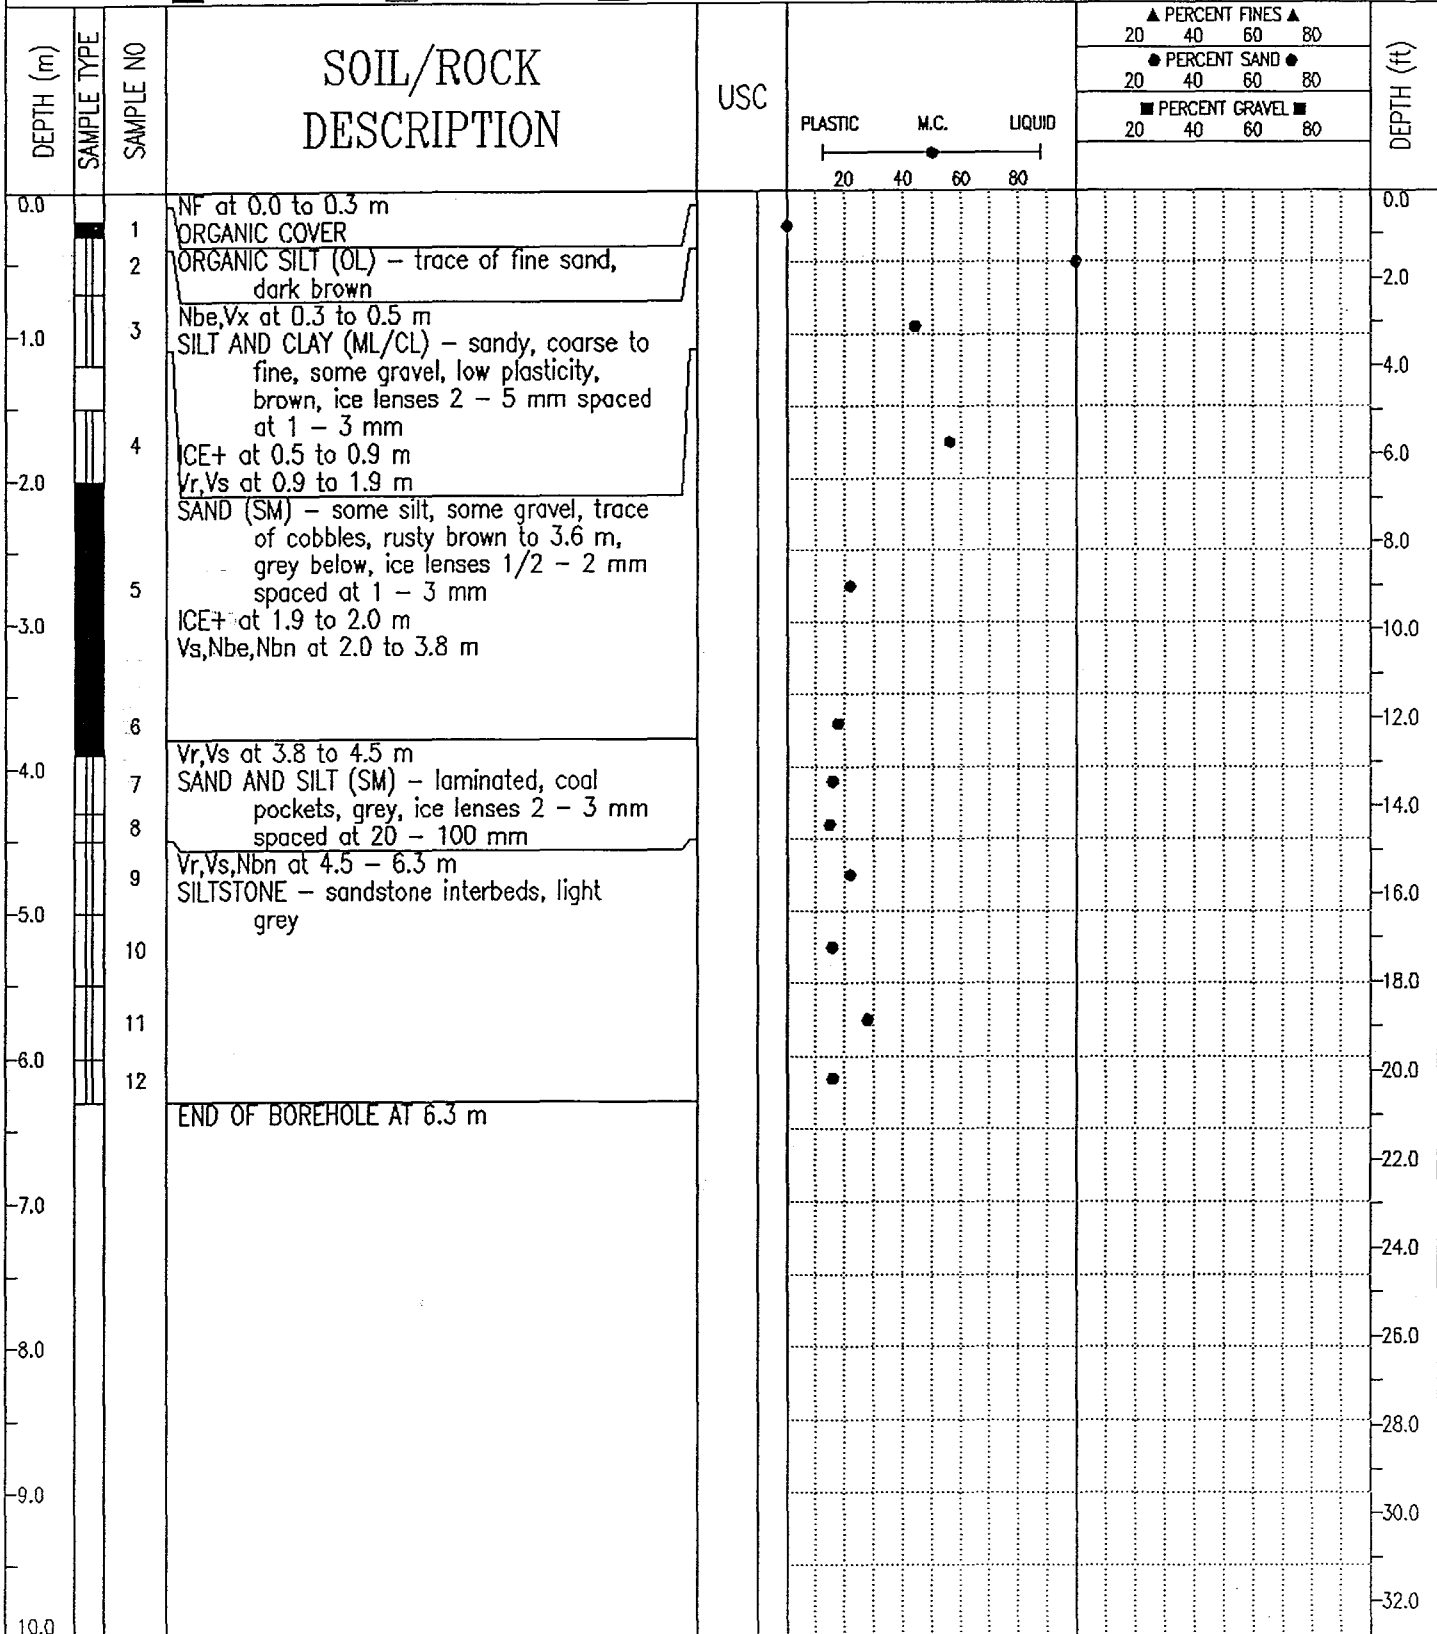 DEPTH (m)
SAMPLE TYPE
SAMPLE NO
SOIL/ROCK
DESCRIPTION
USC
PLASTIC M.C. LIQUID
20 40 60 80
▲ PERCENT FINES ▲
20 40 60 80
● PERCENT SAND ●
20 40 60 80
■ PERCENT GRAVEL ■
20 40 60 80
DEPTH (ft)
0.0
-1.0
-2.0
-3.0
-4.0
-5.0
-6.0
-7.0
-8.0
-9.0
10.0
1
2
3
4
5
6
7
8
9
10
11
12
NF at 0.0 to 0.3 m
ORGANIC COVER
ORGANIC SILT (OL) – trace of fine sand,
dark brown
Nbe,Vx at 0.3 to 0.5 m
SILT AND CLAY (ML/CL) – sandy, coarse to
fine, some gravel, low plasticity,
brown, ice lenses 2 – 5 mm spaced
at 1 – 3 mm
ICE+ at 0.5 to 0.9 m
Vr,Vs at 0.9 to 1.9 m
SAND (SM) – some silt, some gravel, trace
of cobbles, rusty brown to 3.6 m,
grey below, ice lenses 1/2 – 2 mm
spaced at 1 – 3 mm
ICE+ at 1.9 to 2.0 m
Vs,Nbe,Nbn at 2.0 to 3.8 m
Vr,Vs at 3.8 to 4.5 m
SAND AND SILT (SM) – laminated, coal
pockets, grey, ice lenses 2 – 3 mm
spaced at 20 – 100 mm
Vr,Vs,Nbn at 4.5 – 6.3 m
SILTSTONE – sandstone interbeds, light
grey
END OF BOREHOLE AT 6.3 m
0.0
-2.0
-4.0
-6.0
-8.0
-10.0
-12.0
-14.0
-16.0
-18.0
-20.0
-22.0
-24.0
-26.0
-28.0
-30.0
-32.0